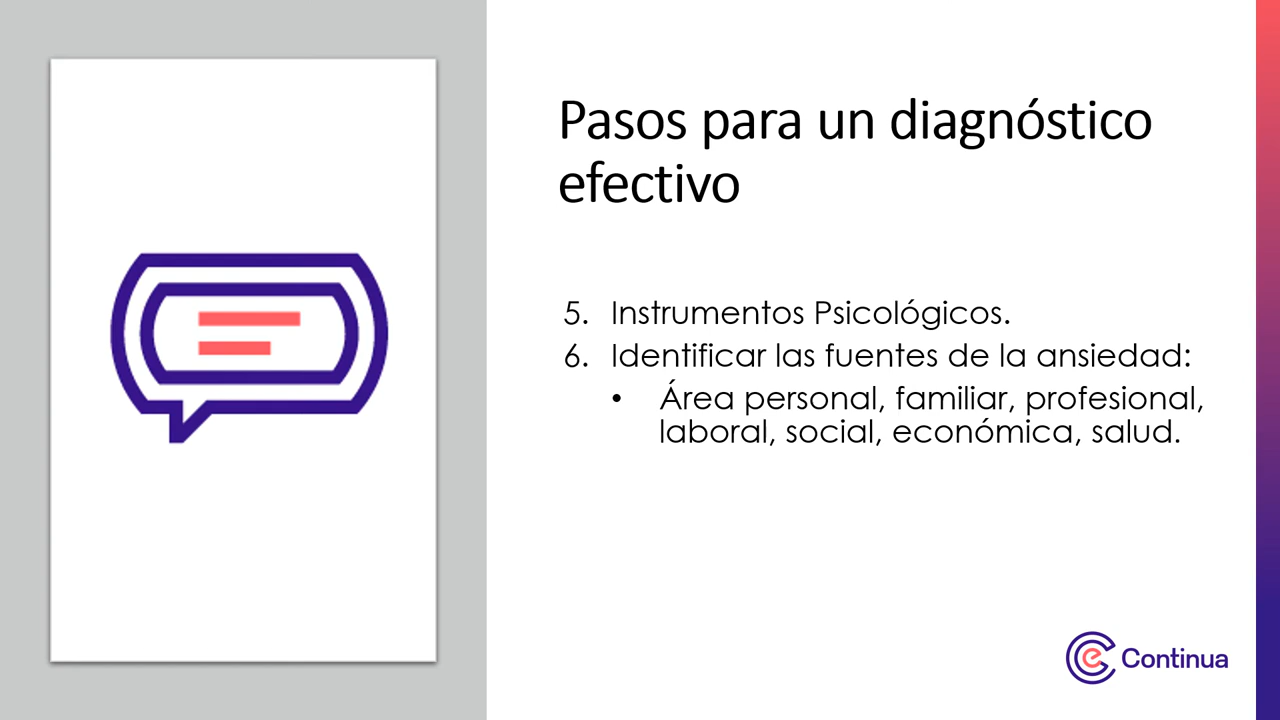 Pasos para un diagnóstico
efectivo
5. Instrumentos Psicológicos.
6. Identificar las fuentes de la ansiedad:
• Área personal, familiar, profesional,
laboral, social, económica, salud.
Continua